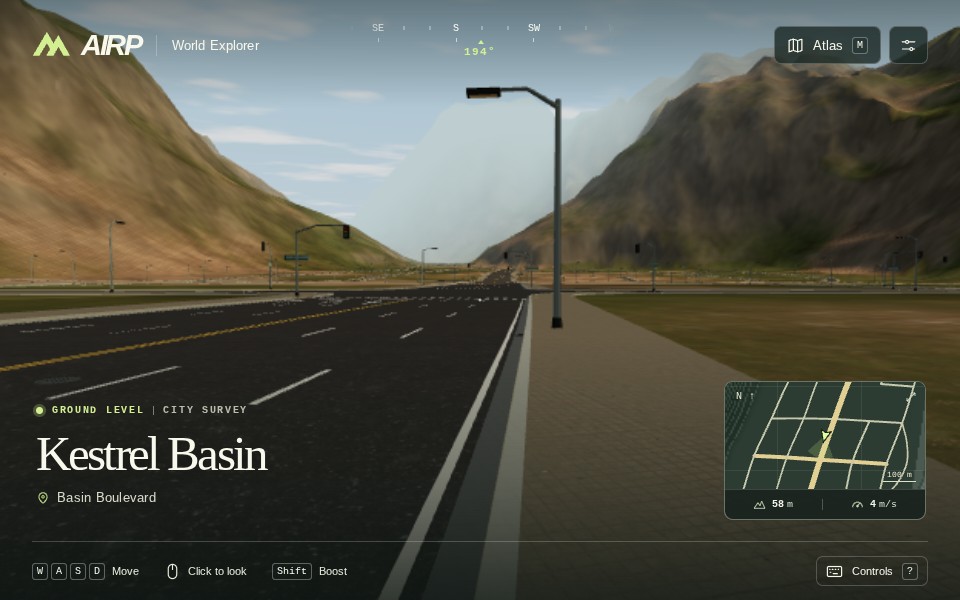 SE S SW
194°
AIRP World Explorer
Atlas M
GROUND LEVEL | CITY SURVEY
Kestrel Basin
Basin Boulevard
N ↑
100 m
58 m 4 m/s
W A S D Move Click to look Shift Boost
Controls ?